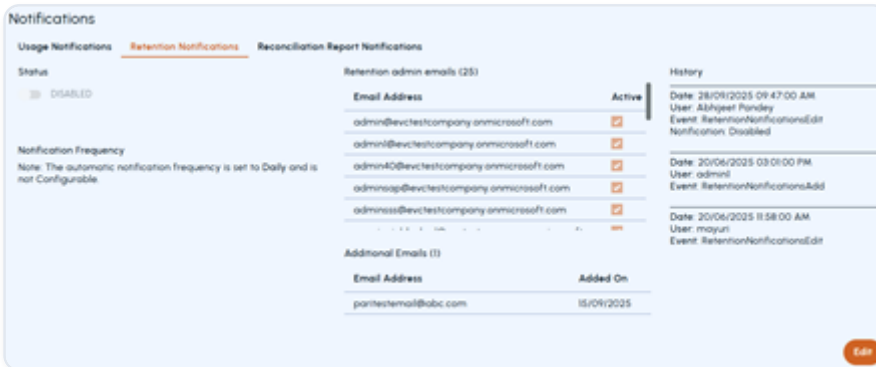 Notifications
Usage Notifications Retention Notifications Reconciliation Report Notifications
Status
DISABLED
Notification Frequency
Note: The automatic notification frequency is set to Daily and is
not Configurable.
Retention admin emails (25)
Email Address Active
admin@evctestcompany.onmicrosoft.com
admin1@evctestcompany.onmicrosoft.com
admin40@evctestcompany.onmicrosoft.com
adminsap@evctestcompany.onmicrosoft.com
adminsss@evctestcompany.onmicrosoft.com
Additional Emails (1)
Email Address Added On
paritestemail@abc.com 15/09/2025
History
Date: 28/09/2025 09:47:00 AM
User: Abhijeet Pandey
Event: RetentionNotificationsEdit
Notification: Disabled
Date: 20/06/2025 03:01:00 PM
User: admin1
Event: RetentionNotificationsAdd
Date: 20/06/2025 11:58:00 AM
User: mayuri
Event: RetentionNotificationsEdit
Edit